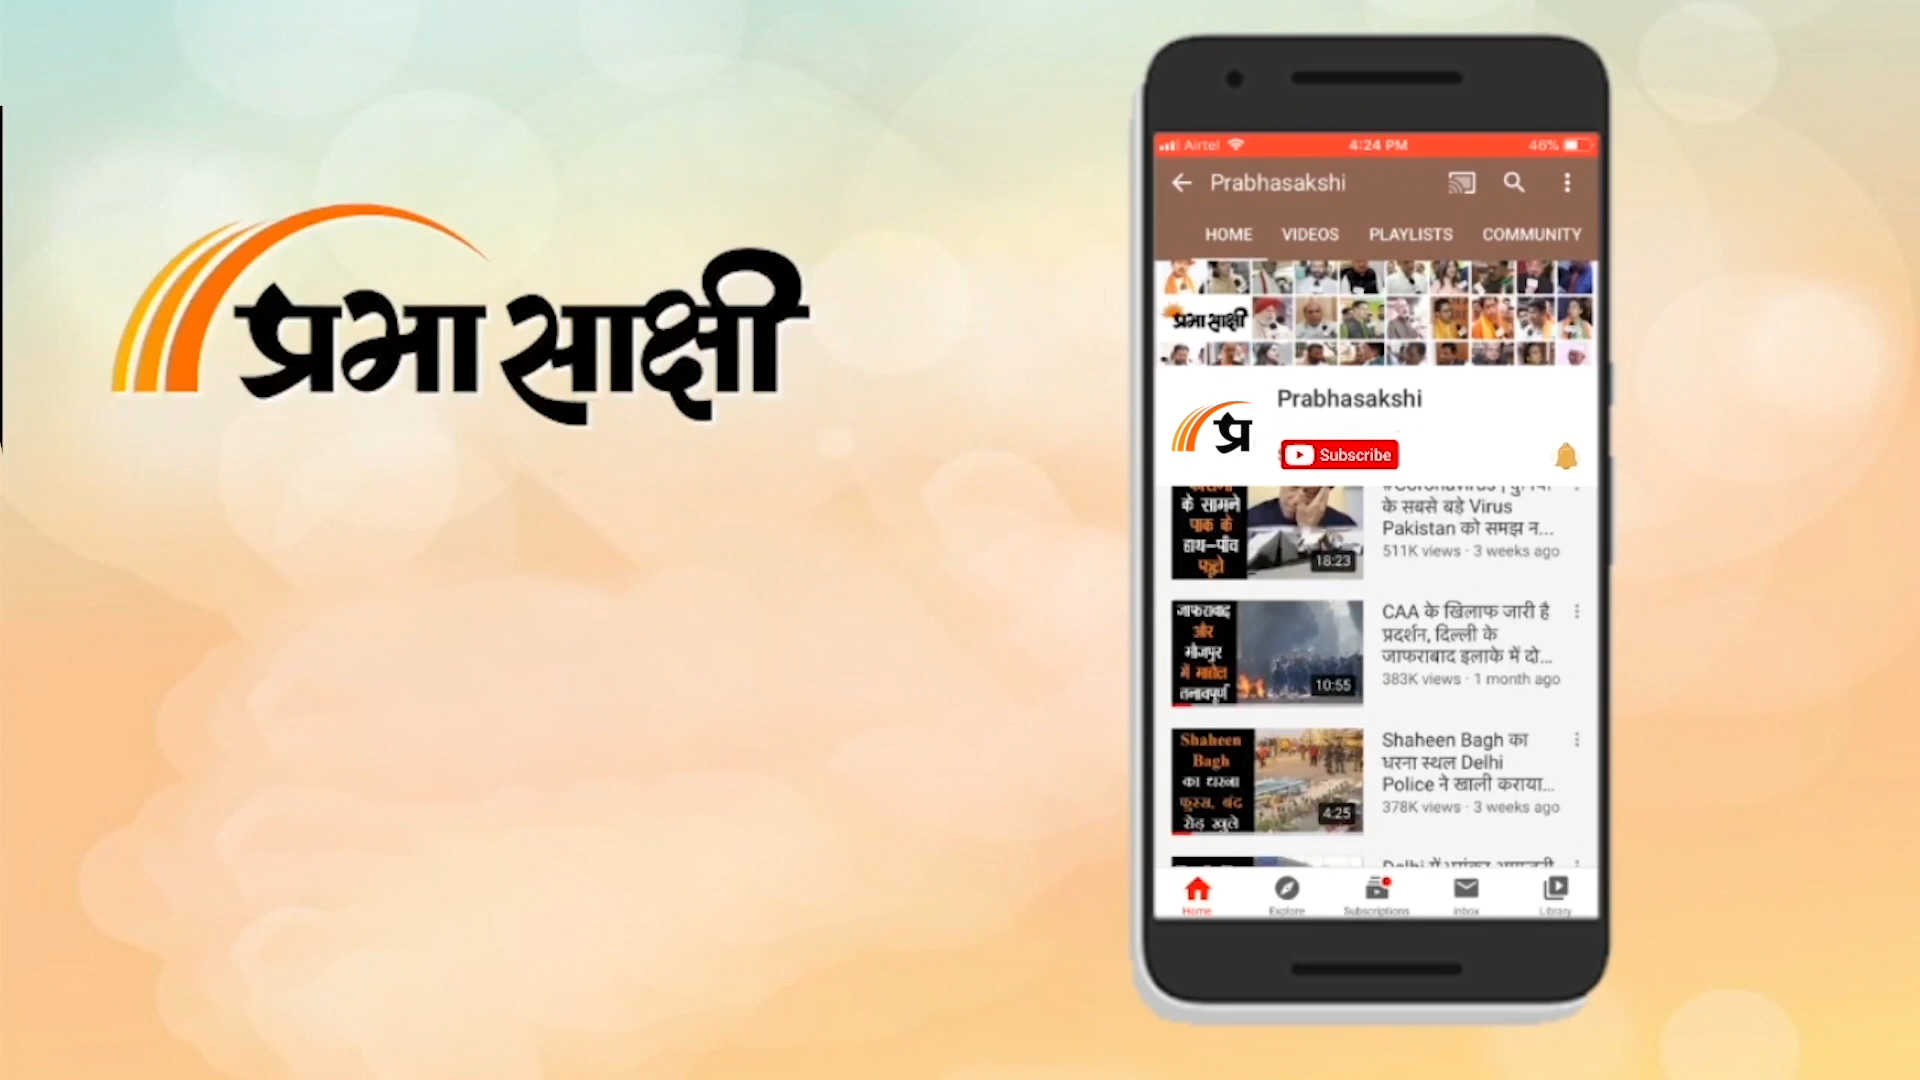 प्रभा साक्षी
Airtel 4:24 PM 46%
Prabhasakshi
HOME VIDEOS PLAYLISTS COMMUNITY
प्रभा साक्षी
Prabhasakshi
प्र
Subscribe
के सामने
पाक के
हाथ-पाँव
फूले
18:23
#Coronavirus |
के सबसे बड़े Virus
Pakistan को समझ न...
511K views · 3 weeks ago
जाफराबाद
और
मौजपुर
में माहौल
तनावपूर्ण
10:55
CAA के खिलाफ जारी है
प्रदर्शन, दिल्ली के
जाफराबाद इलाके में दो...
383K views · 1 month ago
Shaheen
Bagh
का धरना
फुस्स, बंद
रोड खुले
4:25
Shaheen Bagh का
धरना स्थल Delhi
Police ने खाली कराया...
378K views · 3 weeks ago
Delhi में
Home Explore Subscriptions Inbox Library